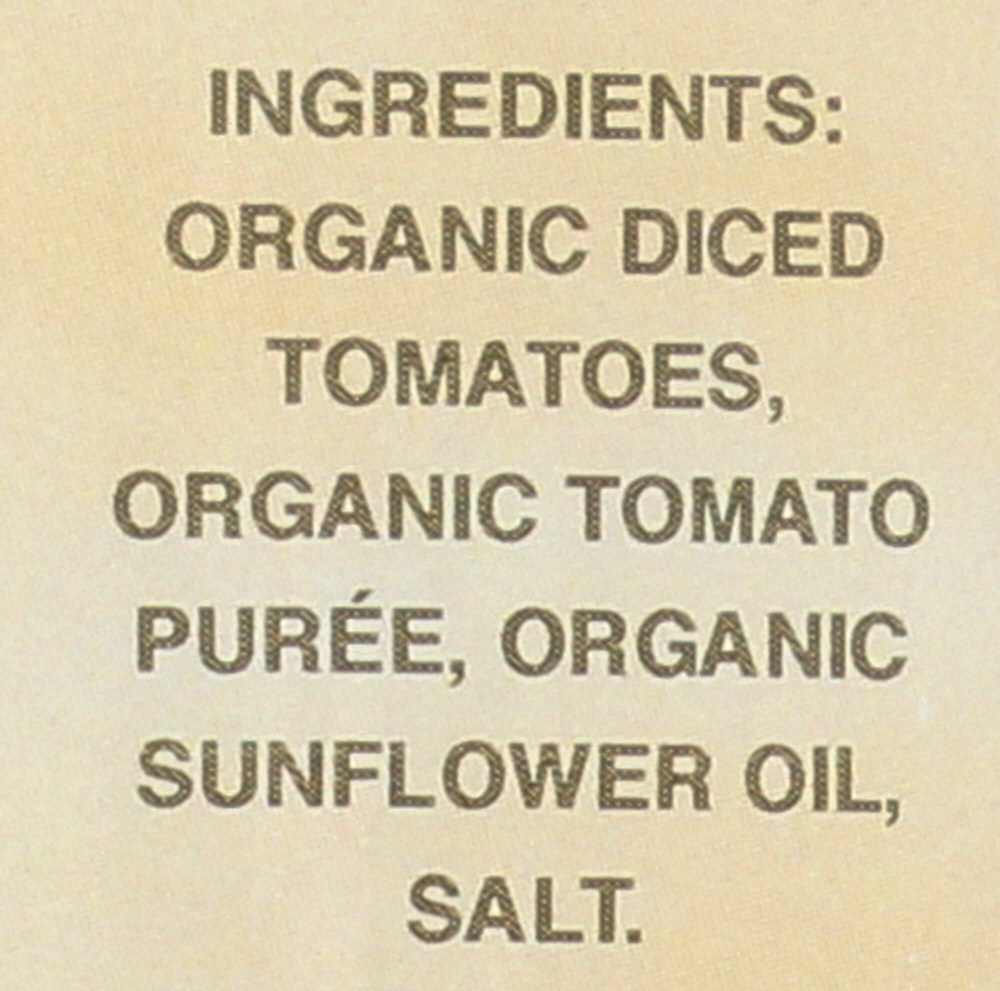 INGREDIENTS:
ORGANIC DICED
TOMATOES,
ORGANIC TOMATO
PURÉE, ORGANIC
SUNFLOWER OIL,
SALT.